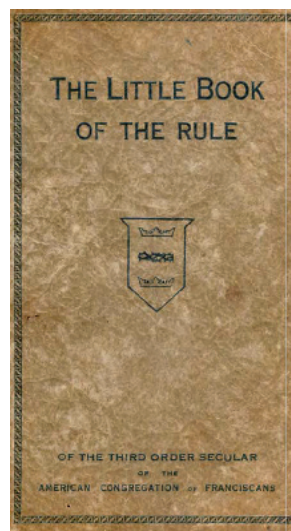 THE LITTLE BOOK
OF THE RULE
OF THE THIRD ORDER SECULAR
OF THE
AMERICAN CONGREGATION OF FRANCISCANS